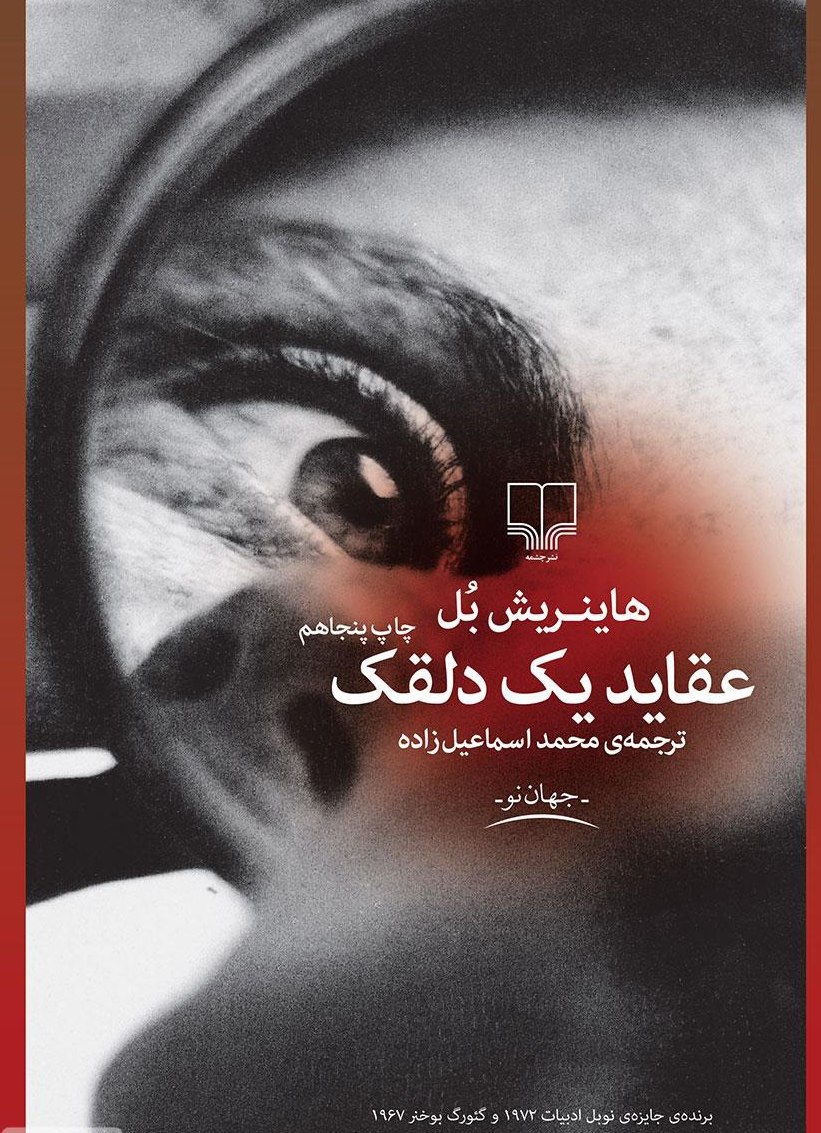 نشرچشمه
هاینریش بُل
چاپ پنجاهم
عقاید یک دلقک
ترجمه‌ی محمد اسماعیل‌زاده
ـ جهان‌نو ـ
برنده‌ی جایزه‌ی نوبل ادبیات ۱۹۷۲ و گئورگ بوخنر ۱۹۶۷